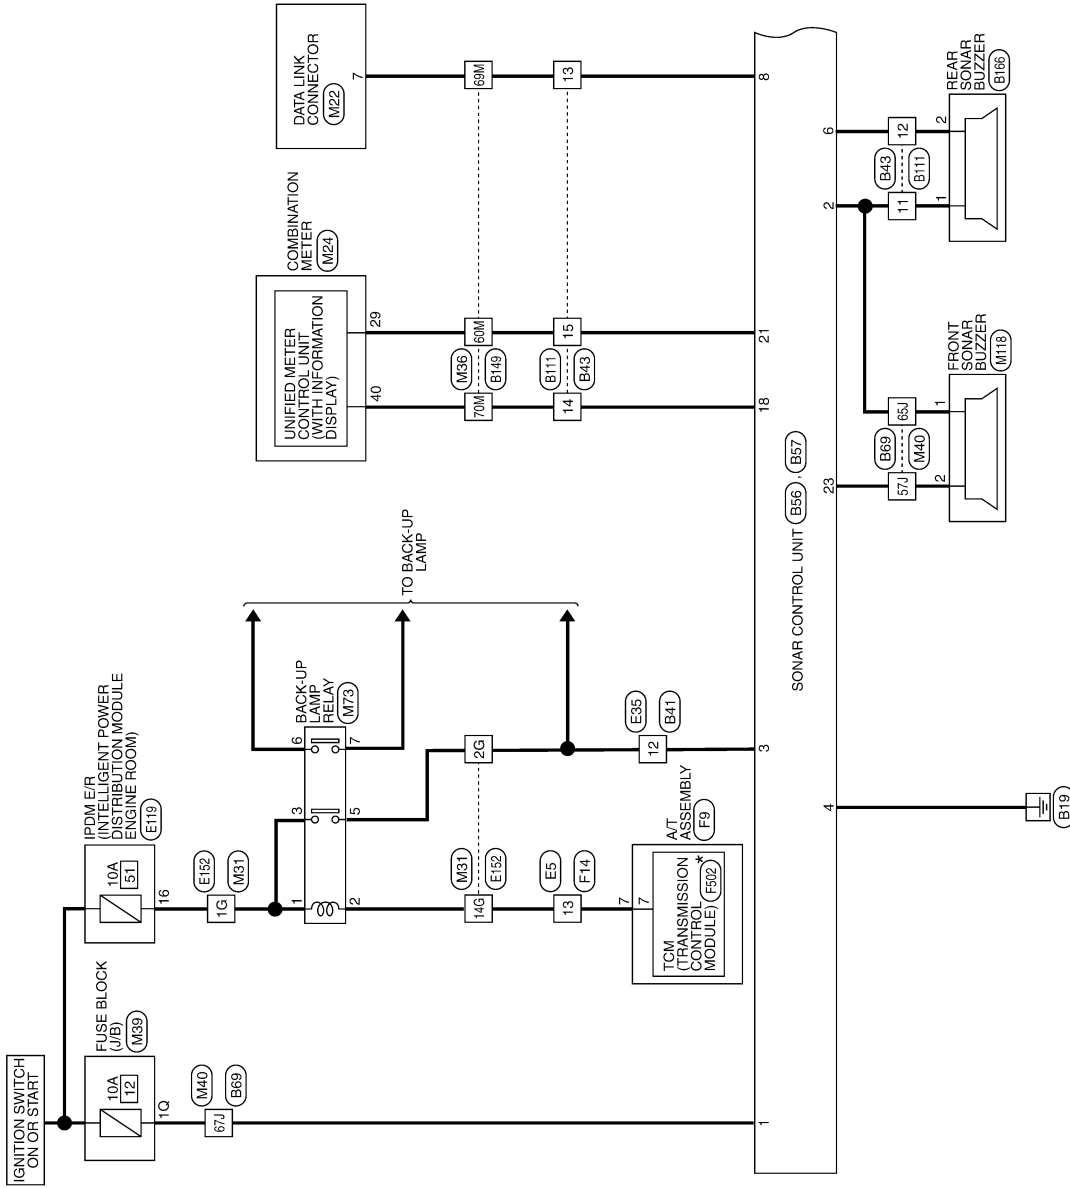 IGNITION SWITCH
ON OR START
FUSE BLOCK
(J/B)
M39
10A
12
1Q
M40
67J
B69
1
IPDM E/R
(INTELLIGENT POWER
DISTRIBUTION MODULE
ENGINE ROOM)
E119
10A
51
16
E152
1G
M31
1
2
3
5
6
7
BACK-UP
LAMP
RELAY
M73
TO BACK-UP
LAMP
M31
14G
E152
2G
E5
13
F14
A/T
ASSEMBLY
F9
7
7
TCM
(TRANSMISSION
CONTROL
MODULE)
F502
*
E35
12
B41
3
COMBINATION
METER
M24
UNIFIED METER
CONTROL UNIT
(WITH INFORMATION
DISPLAY)
40
29
M36
70M
60M
B149
B111
14
15
B43
18
21
DATA LINK
CONNECTOR
M22
7
69M
13
8
SONAR CONTROL UNIT
B56
,
B57
4
B19
23
2
6
B69
57J
65J
M40
2
1
FRONT
SONAR
BUZZER
M118
B43
11
12
B111
1
2
REAR
SONAR
BUZZER
B166